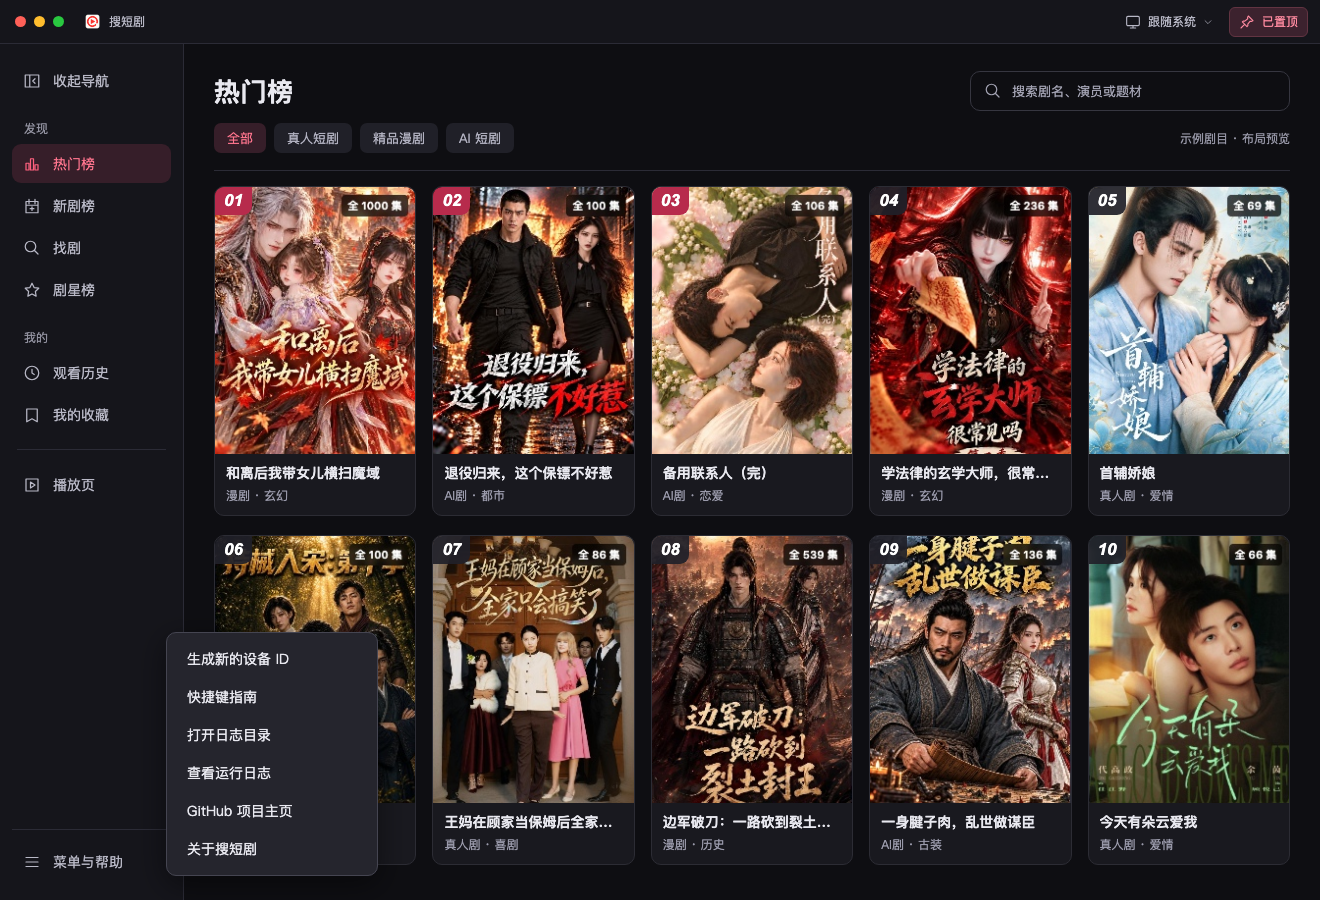 搜短剧
跟随系统
已置顶
收起导航
发现
热门榜
新剧榜
找剧
剧星榜
我的
观看历史
我的收藏
播放页
菜单与帮助
热门榜
搜索剧名、演员或题材
全部
真人短剧
精品漫剧
AI 短剧
示例剧目 · 布局预览
01
全 1000 集
和离后
我带女儿横扫魔域
和离后我带女儿横扫魔域
漫剧 · 玄幻
02
全 100 集
退役归来,
这个保镖不好惹
退役归来，这个保镖不好惹
AI剧 · 都市
03
全 106 集
用联系人
(完)
备用联系人（完）
AI剧 · 恋爱
04
全 236 集
学法律的
玄学大师
很常见吗
学法律的玄学大师，很常...
漫剧 · 玄幻
05
全 69 集
首辅娇娘
首辅娇娘
真人剧 · 爱情
06
全 100 集
07
全 86 集
王妈在顾家当保姆后,
全家只会搞笑了
王妈在顾家当保姆后全家...
真人剧 · 喜剧
08
全 539 集
边军破刀:
一路砍到
裂土封王
边军破刀：一路砍到裂土...
漫剧 · 历史
09
全 136 集
一身腱子肉
乱世做谋臣
一身腱子肉，乱世做谋臣
AI剧 · 古装
10
全 66 集
今天有朵
云爱我
今天有朵云爱我
真人剧 · 爱情
生成新的设备 ID
快捷键指南
打开日志目录
查看运行日志
GitHub 项目主页
关于搜短剧